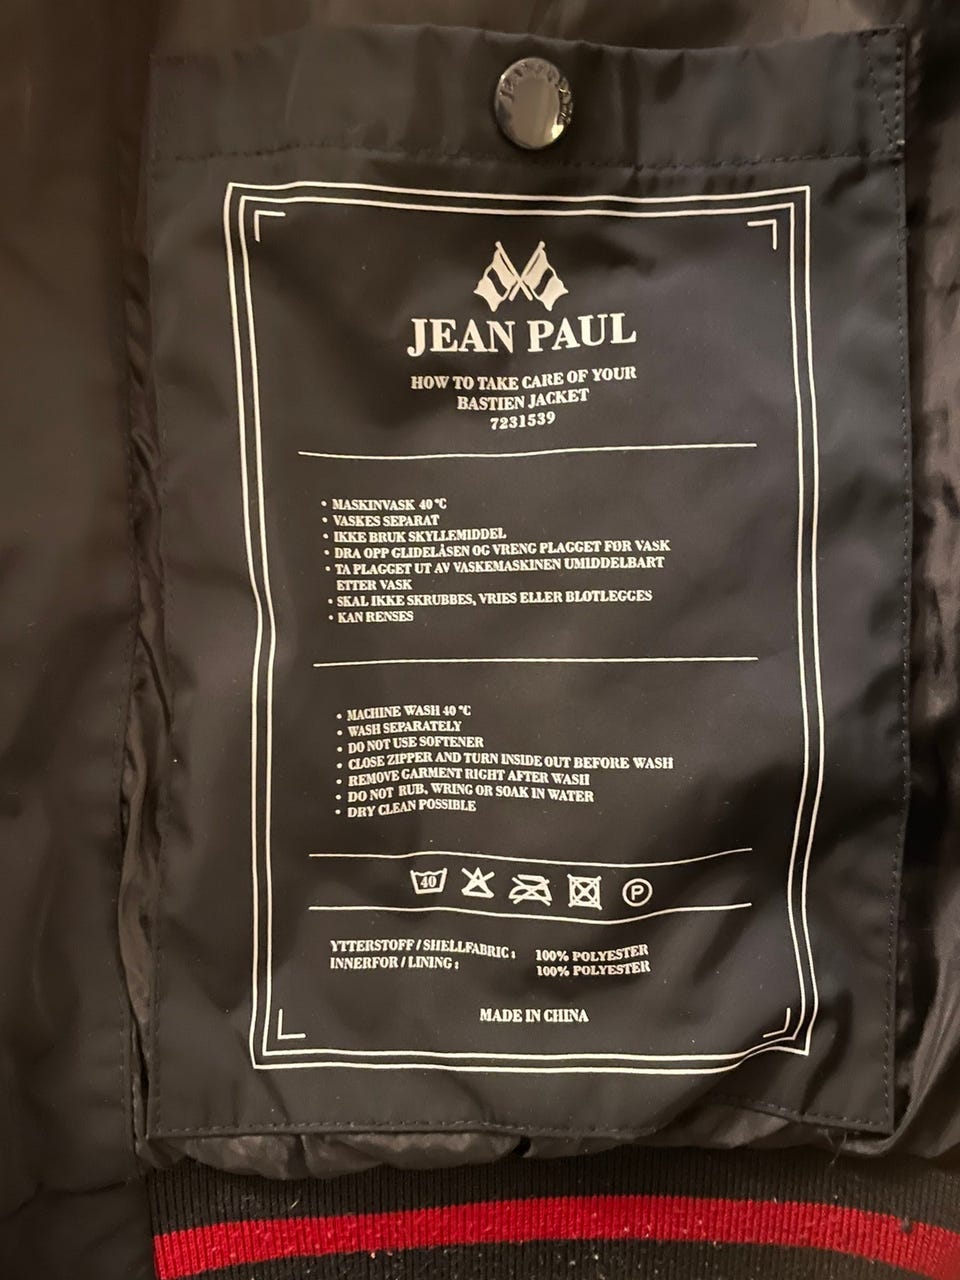 JEAN PAUL
HOW TO TAKE CARE OF YOUR
BASTIEN JACKET
7231539
• MASKINVASK 40 °C
• VASKES SEPARAT
• IKKE BRUK SKYLLEMIDDEL
• DRA OPP GLIDELÅSEN OG VRENG PLAGGET FØR VASK
• TA PLAGGET UT AV VASKEMASKINEN UMIDDELBART
ETTER VASK
• SKAL IKKE SKRUBBES, VRIES ELLER BLØTLEGGES
• KAN RENSES
• MACHINE WASH 40 °C
• WASH SEPARATELY
• DO NOT USE SOFTENER
• CLOSE ZIPPER AND TURN INSIDE OUT BEFORE WASH
• REMOVE GARMENT RIGHT AFTER WASH
• DO NOT RUB, WRING OR SOAK IN WATER
• DRY CLEAN POSSIBLE
40 P
YTTERSTOFF / SHELLFABRIC : 100% POLYESTER
INNERFOR / LINING : 100% POLYESTER
MADE IN CHINA